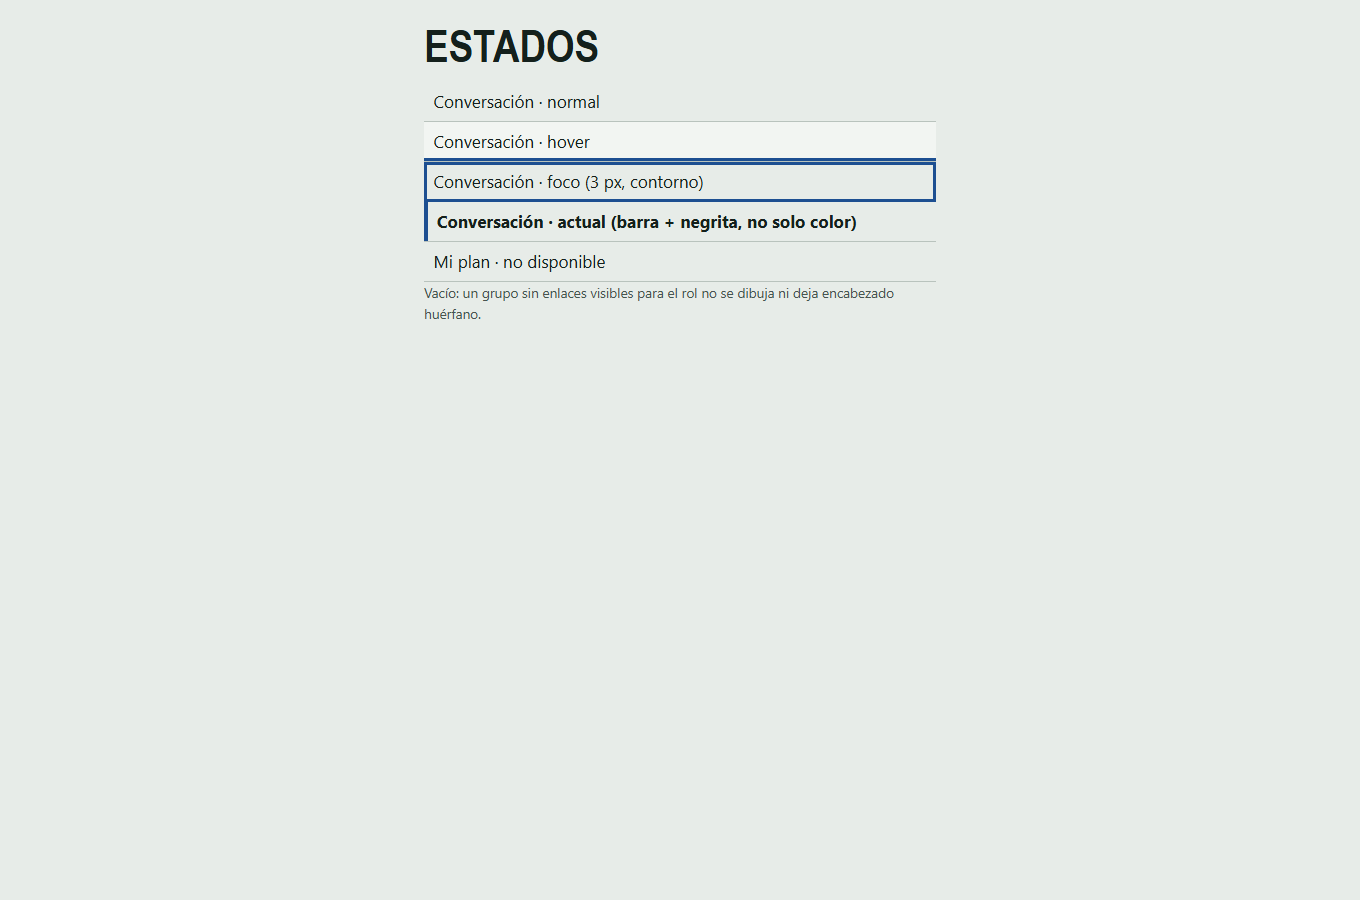 ESTADOS
Conversación · normal
Conversación · hover
Conversación · foco (3 px, contorno)
Conversación · actual (barra + negrita, no solo color)
Mi plan · no disponible
Vacío: un grupo sin enlaces visibles para el rol no se dibuja ni deja encabezado
huérfano.